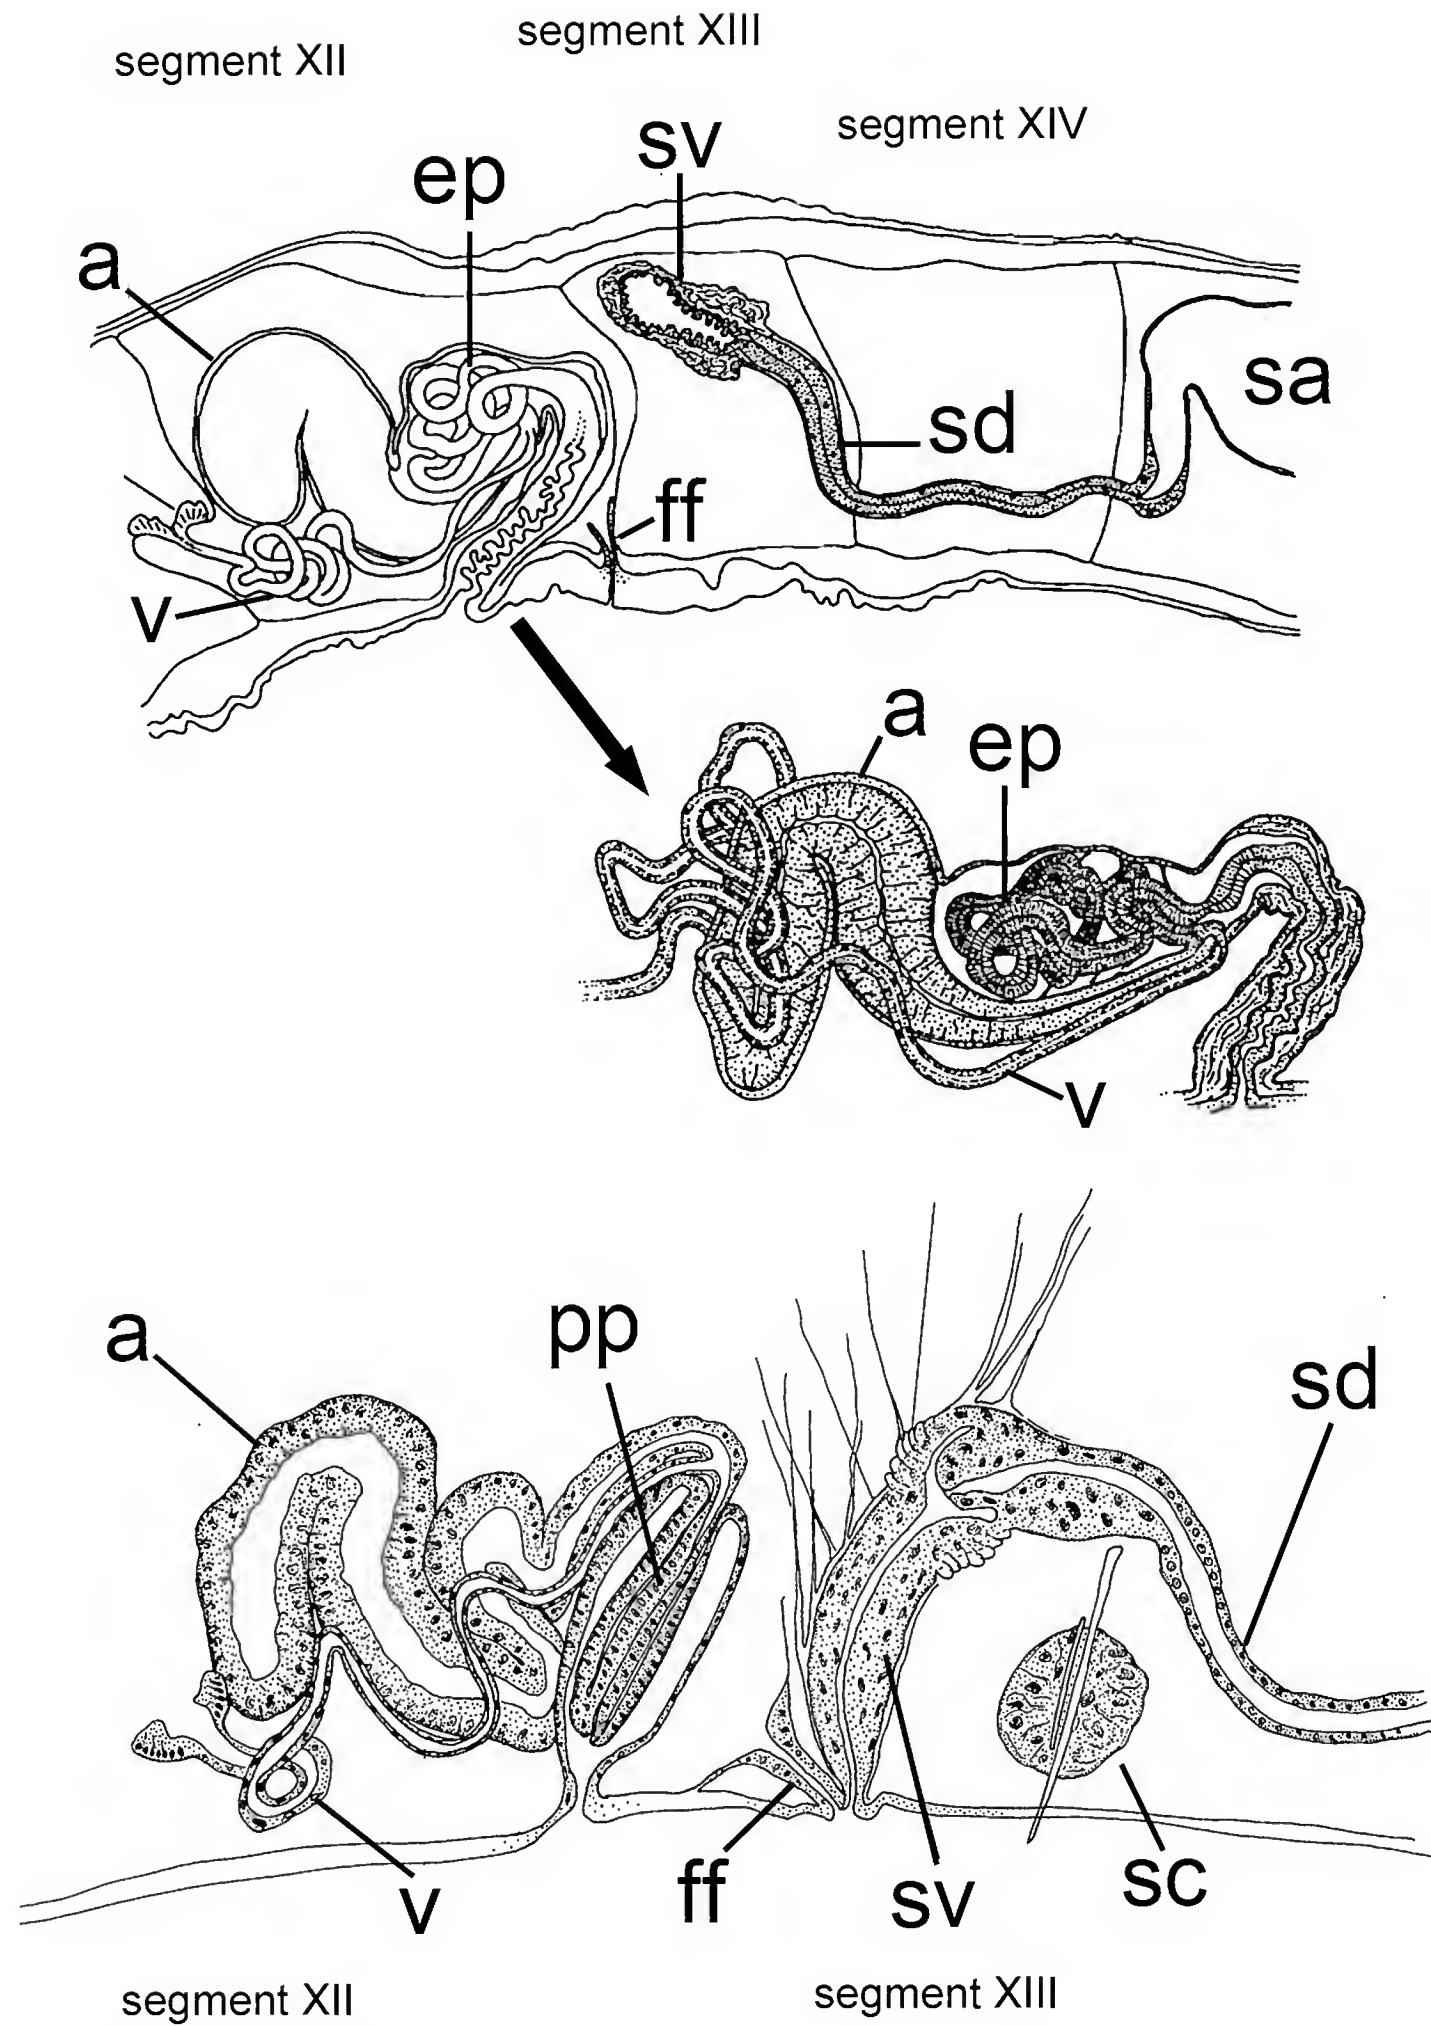 segment XII
segment XIII
segment XIV
sv
ep
a
sa
sd
ff
v
a
ep
v
a
pp
sd
v
ff
sv
sc
segment XII
segment XIII